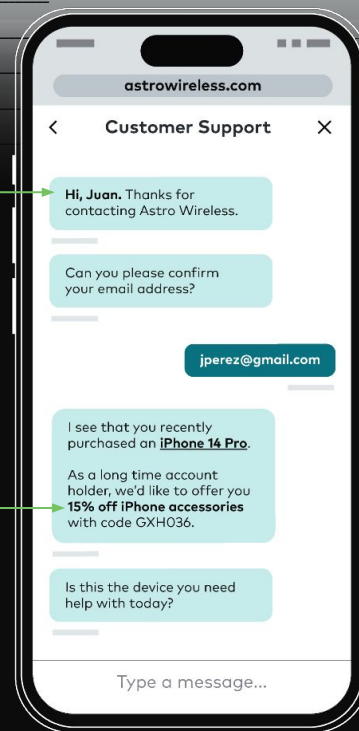 astrowireless.com
Customer Support
Hi, Juan. Thanks for
contacting Astro Wireless.
Can you please confirm
your email address?
jperez@gmail.com
I see that you recently
purchased an iPhone 14 Pro.
As a long time account
holder, we'd like to offer you
15% off iPhone accessories
with code GXH036.
Is this the device you need
help with today?
Type a message...